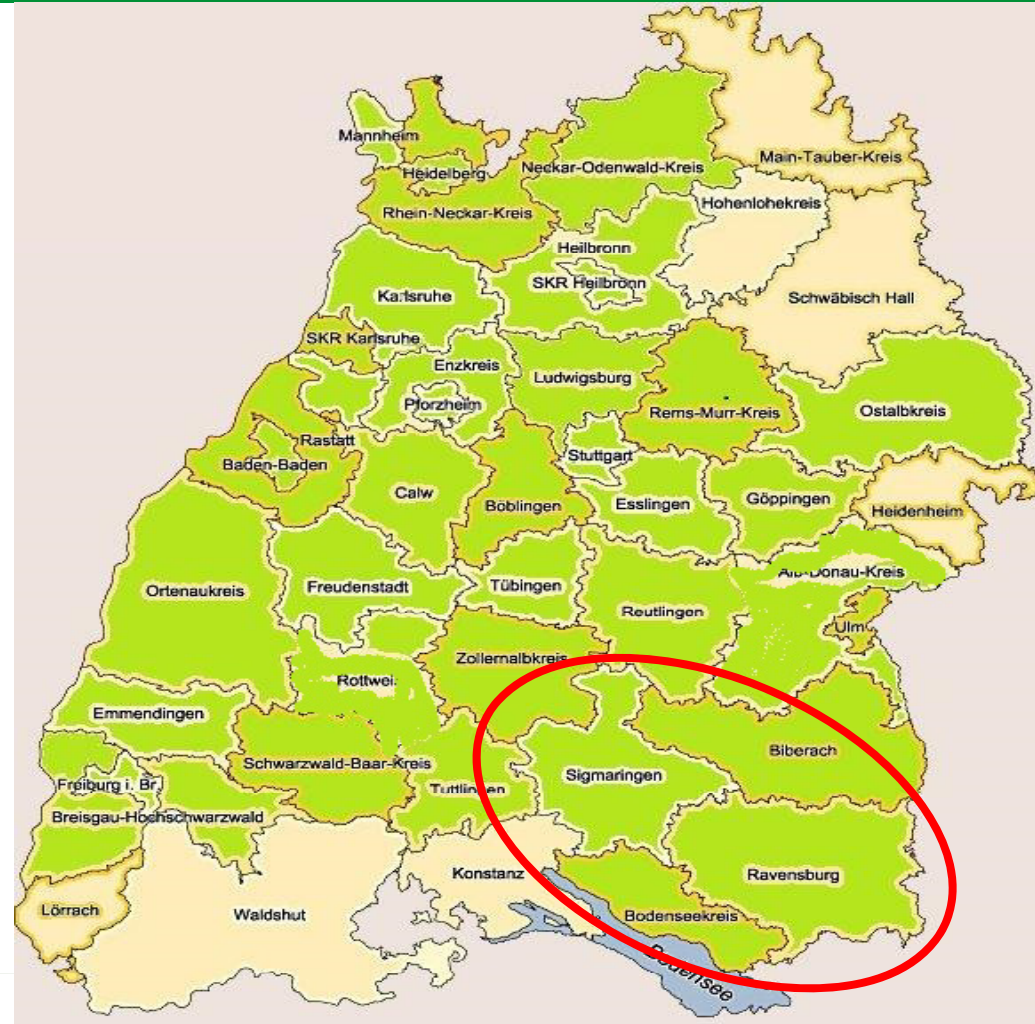 Mannheim
Main-Tauber-Kreis
Heidelberg
Neckar-Odenwald-Kreis
Hohenlohekreis
Rhein-Neckar-Kreis
Heilbronn
SKR Heilbronn
Karlsruhe
Schwäbisch Hall
SKR Karlsruhe
Enzkreis
Ludwigsburg
Pforzheim
Rems-Murr-Kreis
Ostalbkreis
Rastatt
Stuttgart
Baden-Baden
Calw
Böblingen
Esslingen
Göppingen
Heidenheim
Alb-Donau-Kreis
Ortenaukreis
Freudenstadt
Tübingen
Reutlingen
Ulm
Zollernalbkreis
Rottwei
Emmendingen
Biberach
Schwarzwald-Baar-Kreis
Sigmaringen
Freiburg i. Br.
Tuttlingen
Breisgau-Hochschwarzwald
Konstanz
Ravensburg
Lörrach
Waldshut
Bodenseekreis
Bodensee